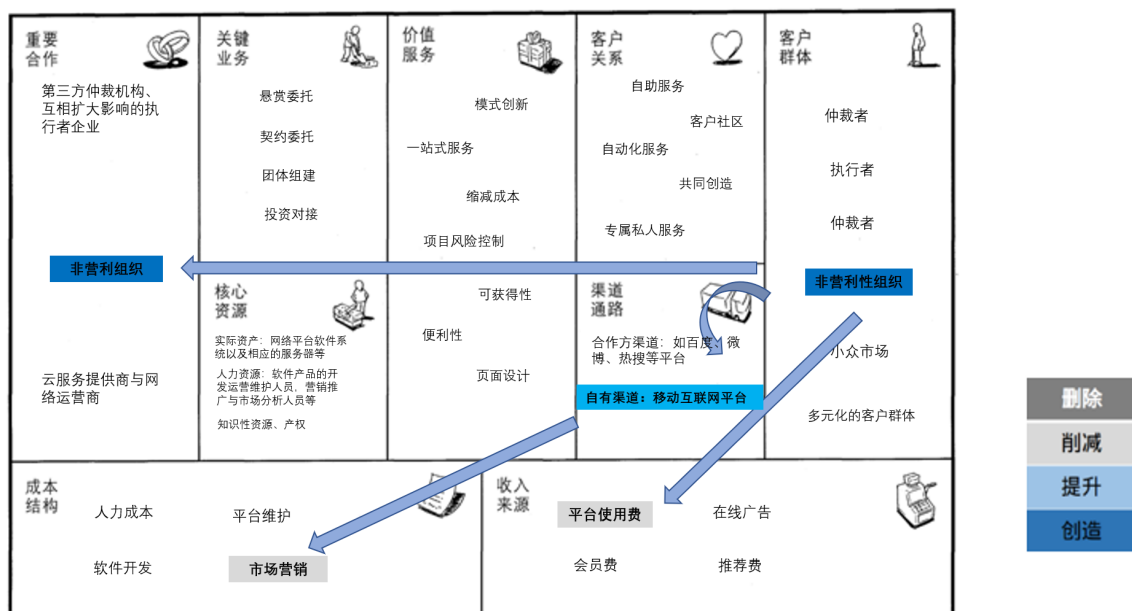 重要
合作
第三方仲裁机构、
互相扩大影响的执
行者企业
非营利组织
云服务提供商与网
络运营商
关键
业务
悬赏委托
契约委托
团体组建
投资对接
核心
资源
实际资产：网络平台软件系
统以及相应的服务器等
人力资源：软件产品的开
发运营维护人员，营销推
广与市场分析人员等
知识性资源、产权
价值
服务
模式创新
一站式服务
缩减成本
项目风险控制
可获得性
便利性
页面设计
客户
关系
自助服务
客户社区
自动化服务
共同创造
专属私人服务
渠道
通路
合作方渠道：如百度、微
博、热搜等平台
自有渠道：移动互联网平台
客户
群体
仲裁者
执行者
仲裁者
非营利性组织
小众市场
多元化的客户群体
成本
结构
人力成本
平台维护
软件开发
市场营销
收入
来源
平台使用费
在线广告
会员费
推荐费
删除
削减
提升
创造